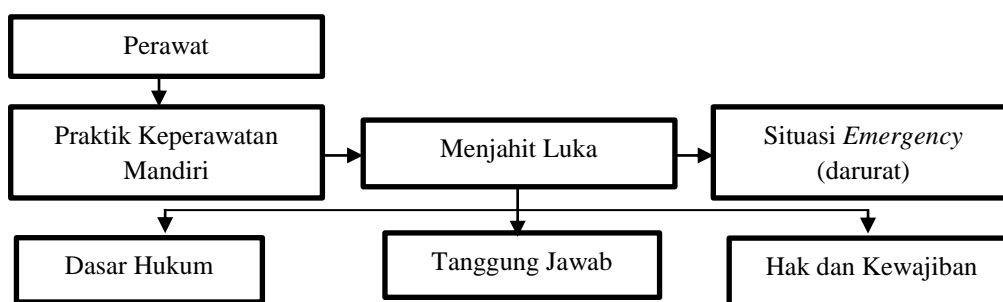 Perawat
Praktik Keperawatan
Mandiri
Menjahit Luka
Situasi Emergency
(darurat)
Dasar Hukum
Tanggung Jawab
Hak dan Kewajiban